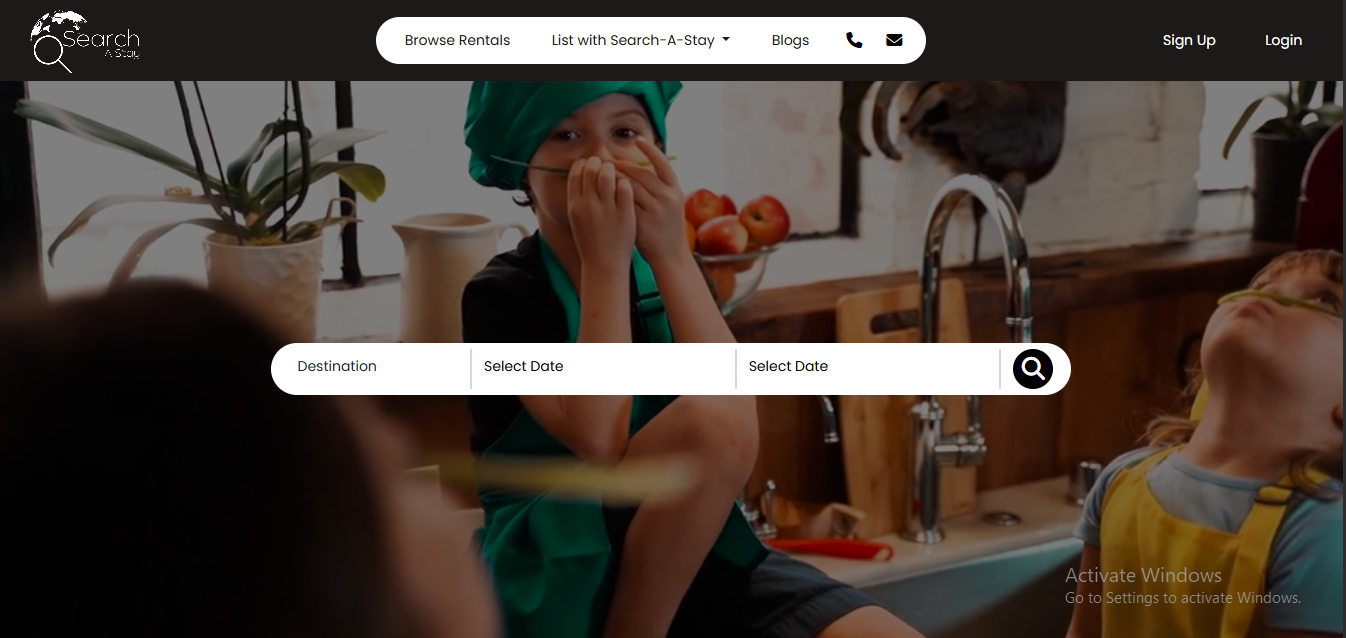 Search
A Stay
Browse Rentals
List with Search-A-Stay
Blogs
Sign Up
Login
Destination
Select Date
Select Date
Activate Windows
Go to Settings to activate Windows.